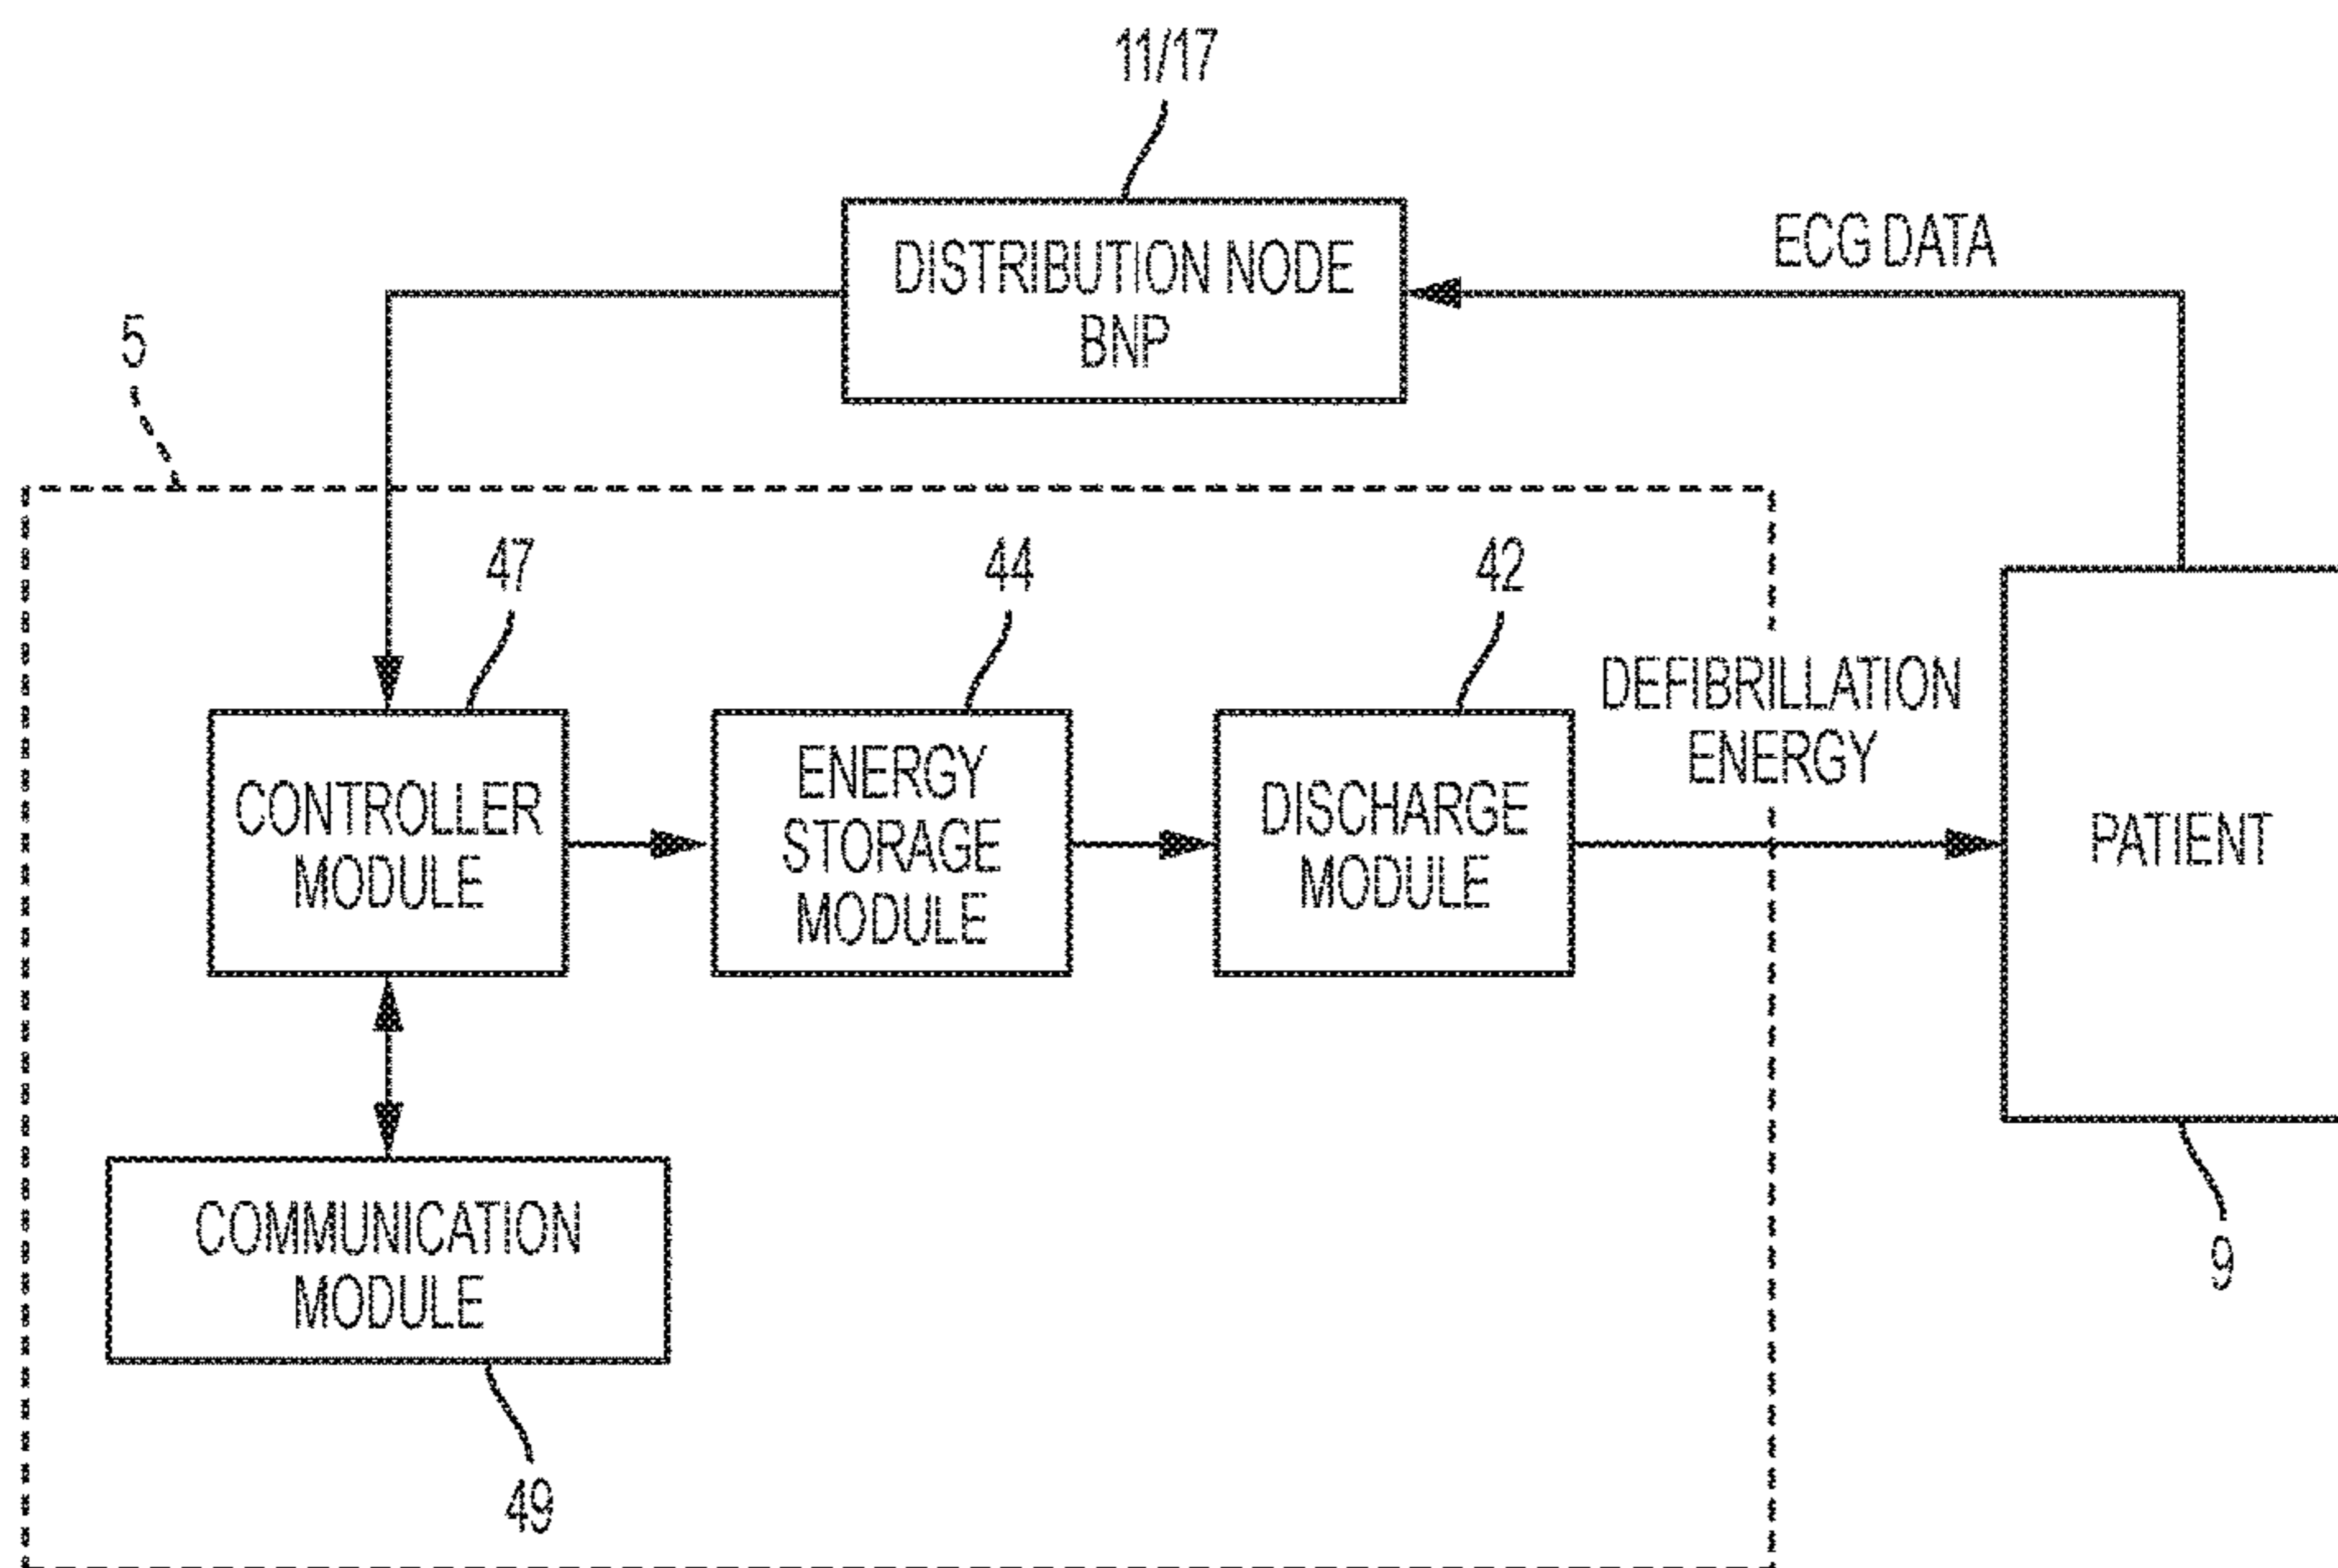 11/17
DISTRIBUTION NODE
BNP
ECG DATA
5
47
44
42
CONTROLLER
MODULE
ENERGY
STORAGE
MODULE
DISCHARGE
MODULE
DEFIBRILLATION
ENERGY
PATIENT
COMMUNICATION
MODULE
9
49